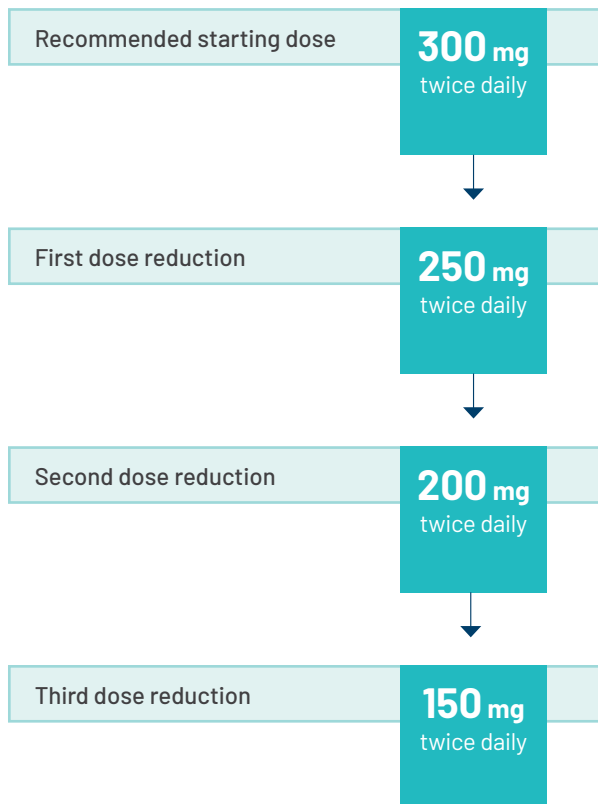 Recommended starting dose
300 mg
twice daily
First dose reduction
250 mg
twice daily
Second dose reduction
200 mg
twice daily
Third dose reduction
150 mg
twice daily